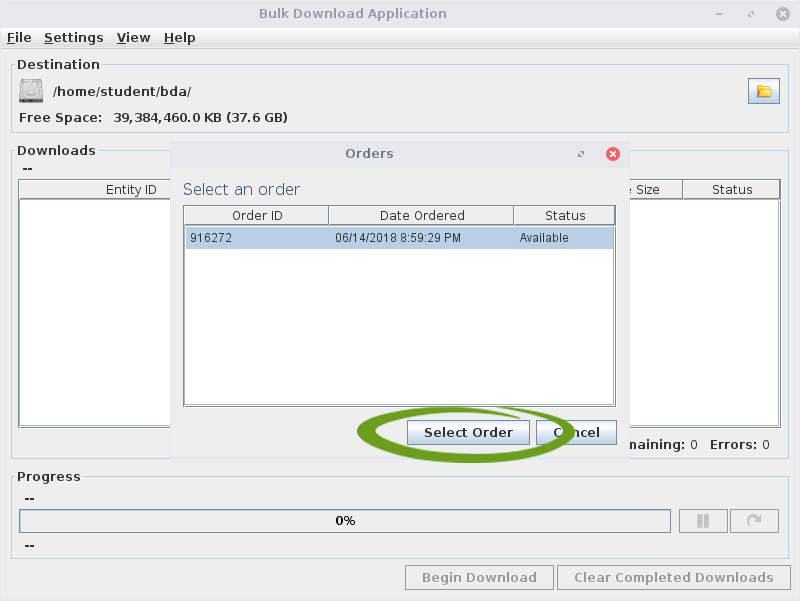 Bulk Download Application
File Settings View Help
Destination
/home/student/bda/
Free Space: 39,384,460.0 KB (37.6 GB)
Downloads
--
Entity ID Size Status
Orders
Select an order
Order ID Date Ordered Status
916272 06/14/2018 8:59:29 PM Available
Select Order Cancel
Errors: 0
Progress
--
0%
--
Begin Download Clear Completed Downloads